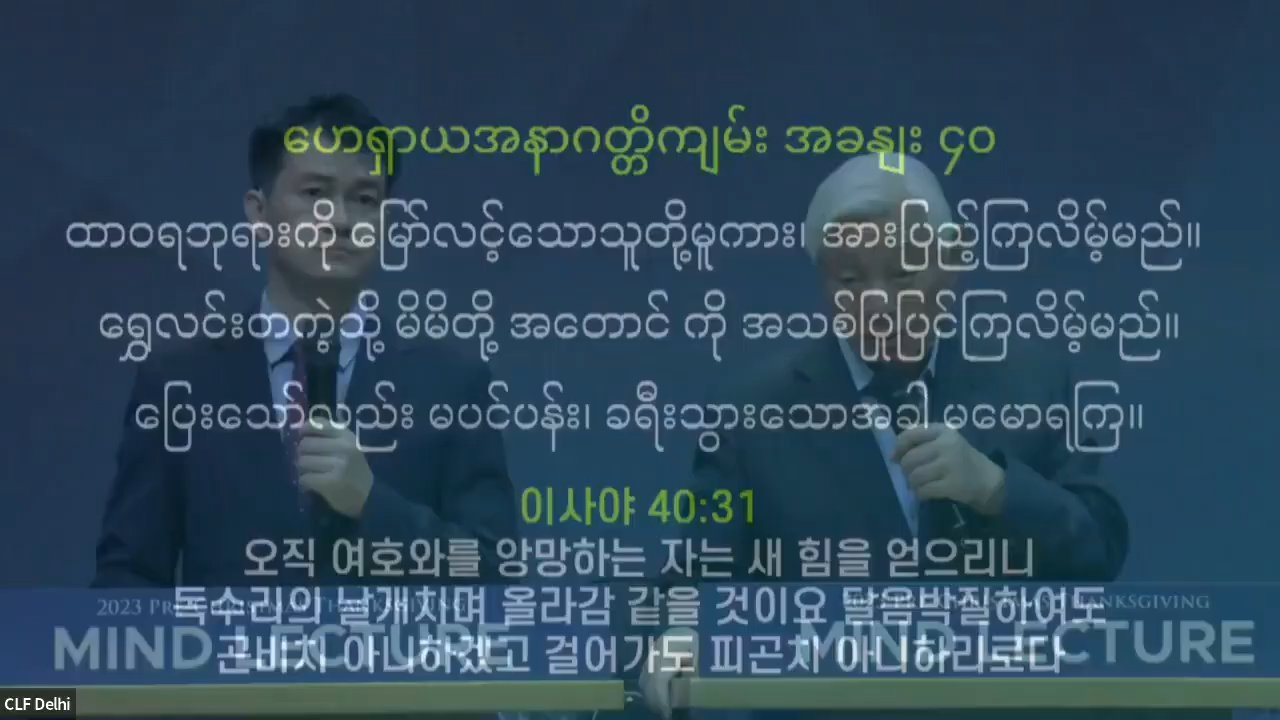 ဟေရှာယအနာဂတ္တိကျမ်း အခန်း ၄၀
ထာဝရဘုရားကို မြော်လင့်သောသူတို့မူကား၊ အားပြည့်ကြလိမ့်မည်။
ရွှေလင်းတကဲ့သို့ မိမိတို့ အတောင် ကို အသစ်ပြုပြင်ကြလိမ့်မည်။
ပြေးသော်လည်း မပင်ပန်း၊ ခရီးသွားသောအခါ မမောရကြ။
이사야 40:31
오직 여호와를 앙망하는 자는 새 힘을 얻으리니
독수리의 날개치며 올라감 같을 것이요 달음박질하여도
곤비치 아니하겠고 걸어가도 피곤치 아니하리로다
2023 Pre-Christmas Thanksgiving
MIND LECTURE
2023 Pre-Christmas Thanksgiving
MIND LECTURE
CLF Delhi